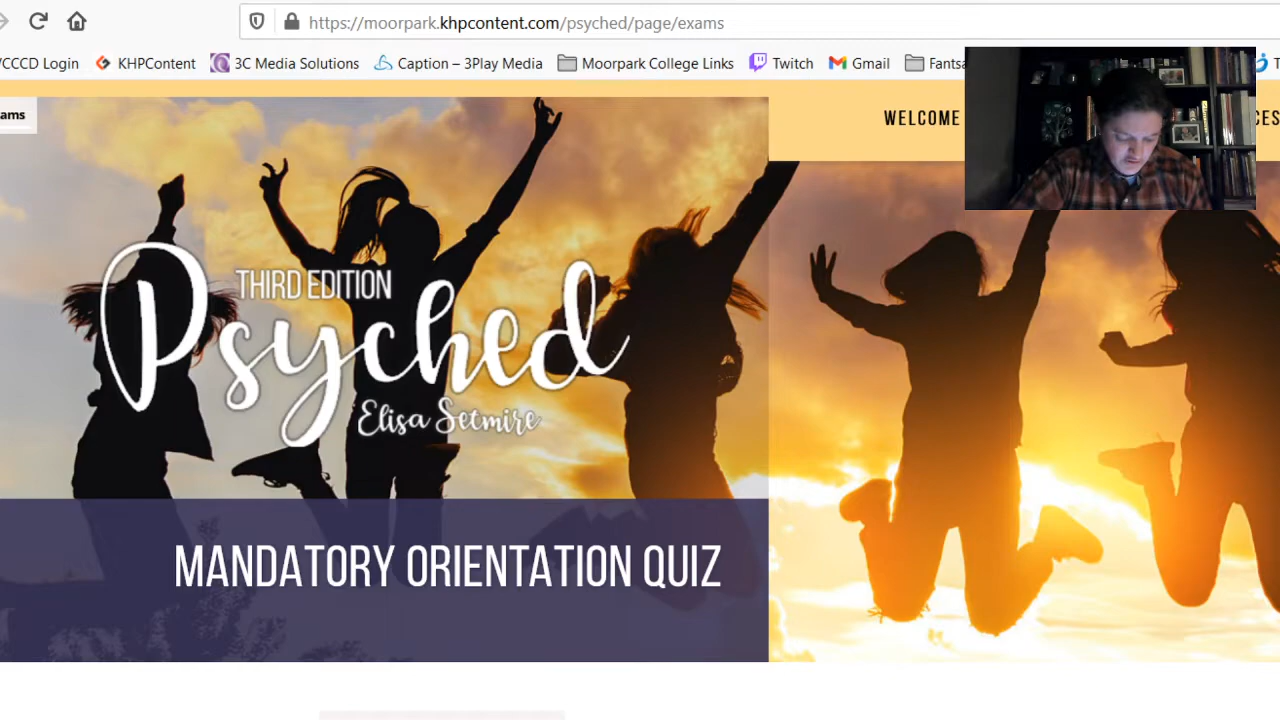 https://moorpark.khpcontent.com/psyched/page/exams
VCCCD Login KHPContent 3C Media Solutions Caption – 3Play Media Moorpark College Links Twitch Gmail
ams
WELCOME
THIRD EDITION
Psyched
Elisa Setmire
MANDATORY ORIENTATION QUIZ